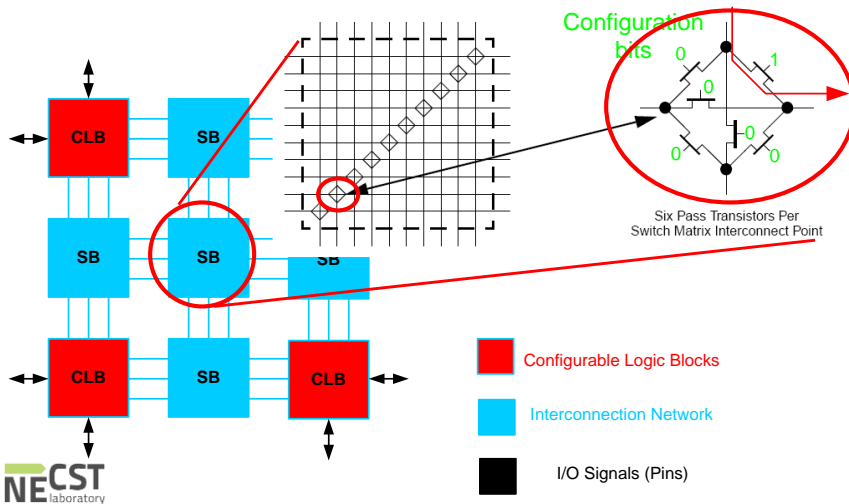 Configuration
bits
0
1
0
0
0
0
CLB
SB
SB
SB
SB
CLB
SB
CLB
Six Pass Transistors Per
Switch Matrix Interconnect Point
Configurable Logic Blocks
Interconnection Network
I/O Signals (Pins)
NECST
laboratory